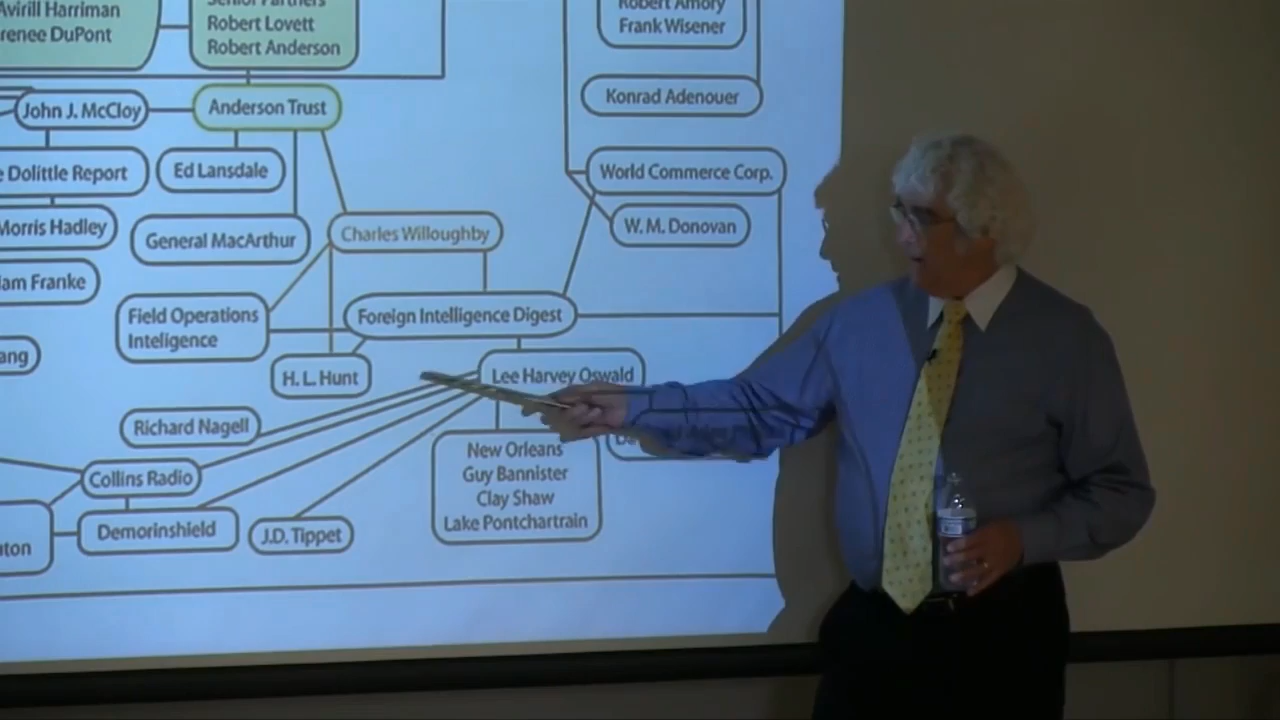 Avirill Harriman
renee DuPont
Senior Partners
Robert Lovett
Robert Anderson
Robert Amory
Frank Wisener
John J. McCloy
Anderson Trust
Konrad Adenouer
Dolittle Report
Ed Lansdale
World Commerce Corp.
Morris Hadley
General MacArthur
Charles Willoughby
W. M. Donovan
am Franke
Field Operations
Inteligence
Foreign Intelligence Digest
ang
H. L. Hunt
Lee Harvey Oswald
Richard Nagell
New Orleans
Guy Bannister
Clay Shaw
Lake Pontchartrain
Collins Radio
Demorinshield
J.D. Tippet
ton